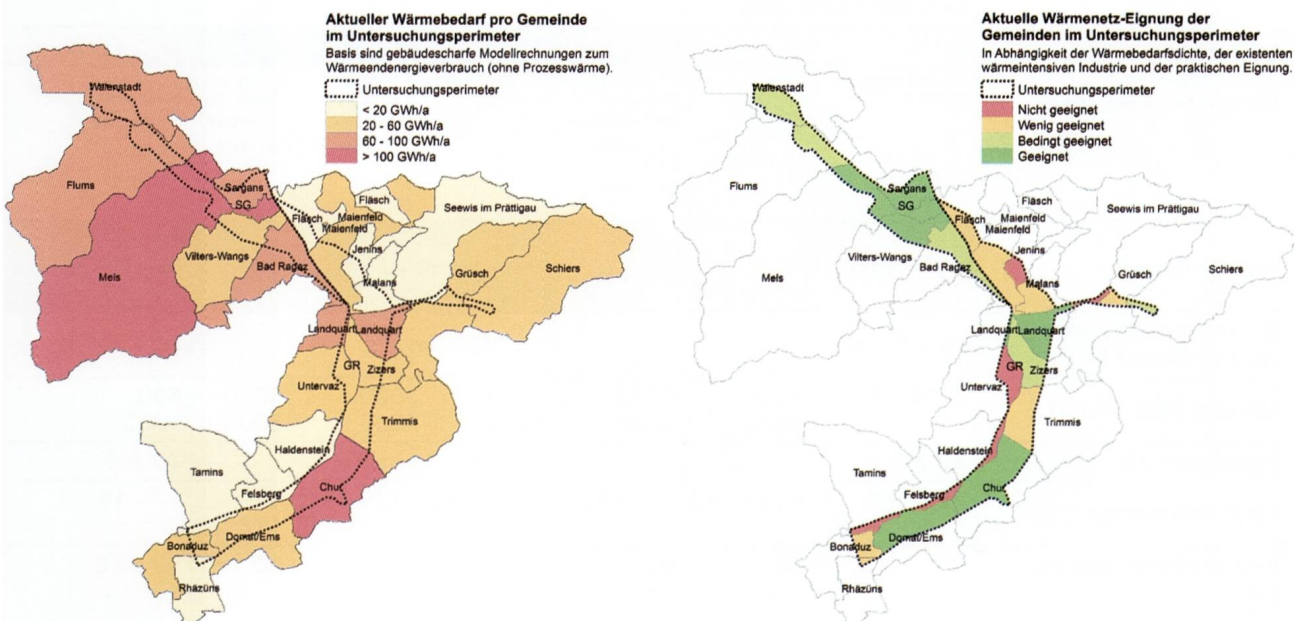 Aktueller Wärmebedarf pro Gemeinde
im Untersuchungsperimeter
Basis sind gebäudescharfe Modellrechnungen zum
Wärmeendenergieverbrauch (ohne Prozesswärme).
Untersuchungsperimeter
< 20 GWh/a
20 - 60 GWh/a
60 - 100 GWh/a
> 100 GWh/a
Walenstadt
Flums
Sargans
SG
Mels
Vilters-Wangs
Bad Ragaz
Fläsch
Fläsch
Maienfeld
Maienfeld
Jenins
Malans
Seewis im Prättigau
Grüsch
Schiers
Landquart
Landquart
GR
Zizers
Untervaz
Trimmis
Haldenstein
Tamins
Felsberg
Chur
Domat/Ems
Bonaduz
Rhäzüns
Aktuelle Wärmenetz-Eignung der
Gemeinden im Untersuchungsperimeter
In Abhängigkeit der Wärmebedarfsdichte, der existenten
wärmeintensiven Industrie und der praktischen Eignung.
Untersuchungsperimeter
Nicht geeignet
Wenig geeignet
Bedingt geeignet
Geeignet
Walenstadt
Flums
Sargans
SG
Mels
Vilters-Wangs
Bad Ragaz
Fläsch
Fläsch
Maienfeld
Maienfeld
Jenins
Malans
Seewis im Prättigau
Grüsch
Schiers
Landquart
Landquart
GR
Zizers
Untervaz
Trimmis
Haldenstein
Tamins
Felsberg
Chur
Domat/Ems
Bonaduz
Rhäzüns